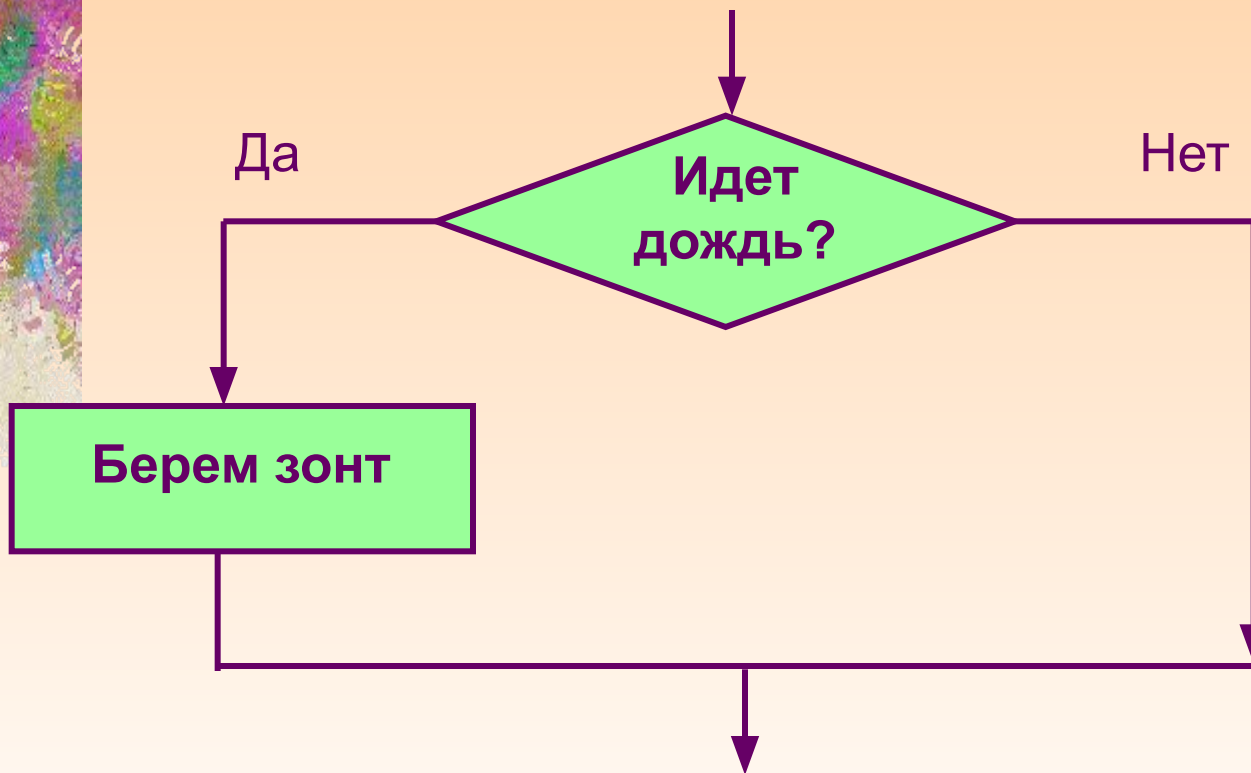 Да
Нет
Идет
дождь?
Берем зонт